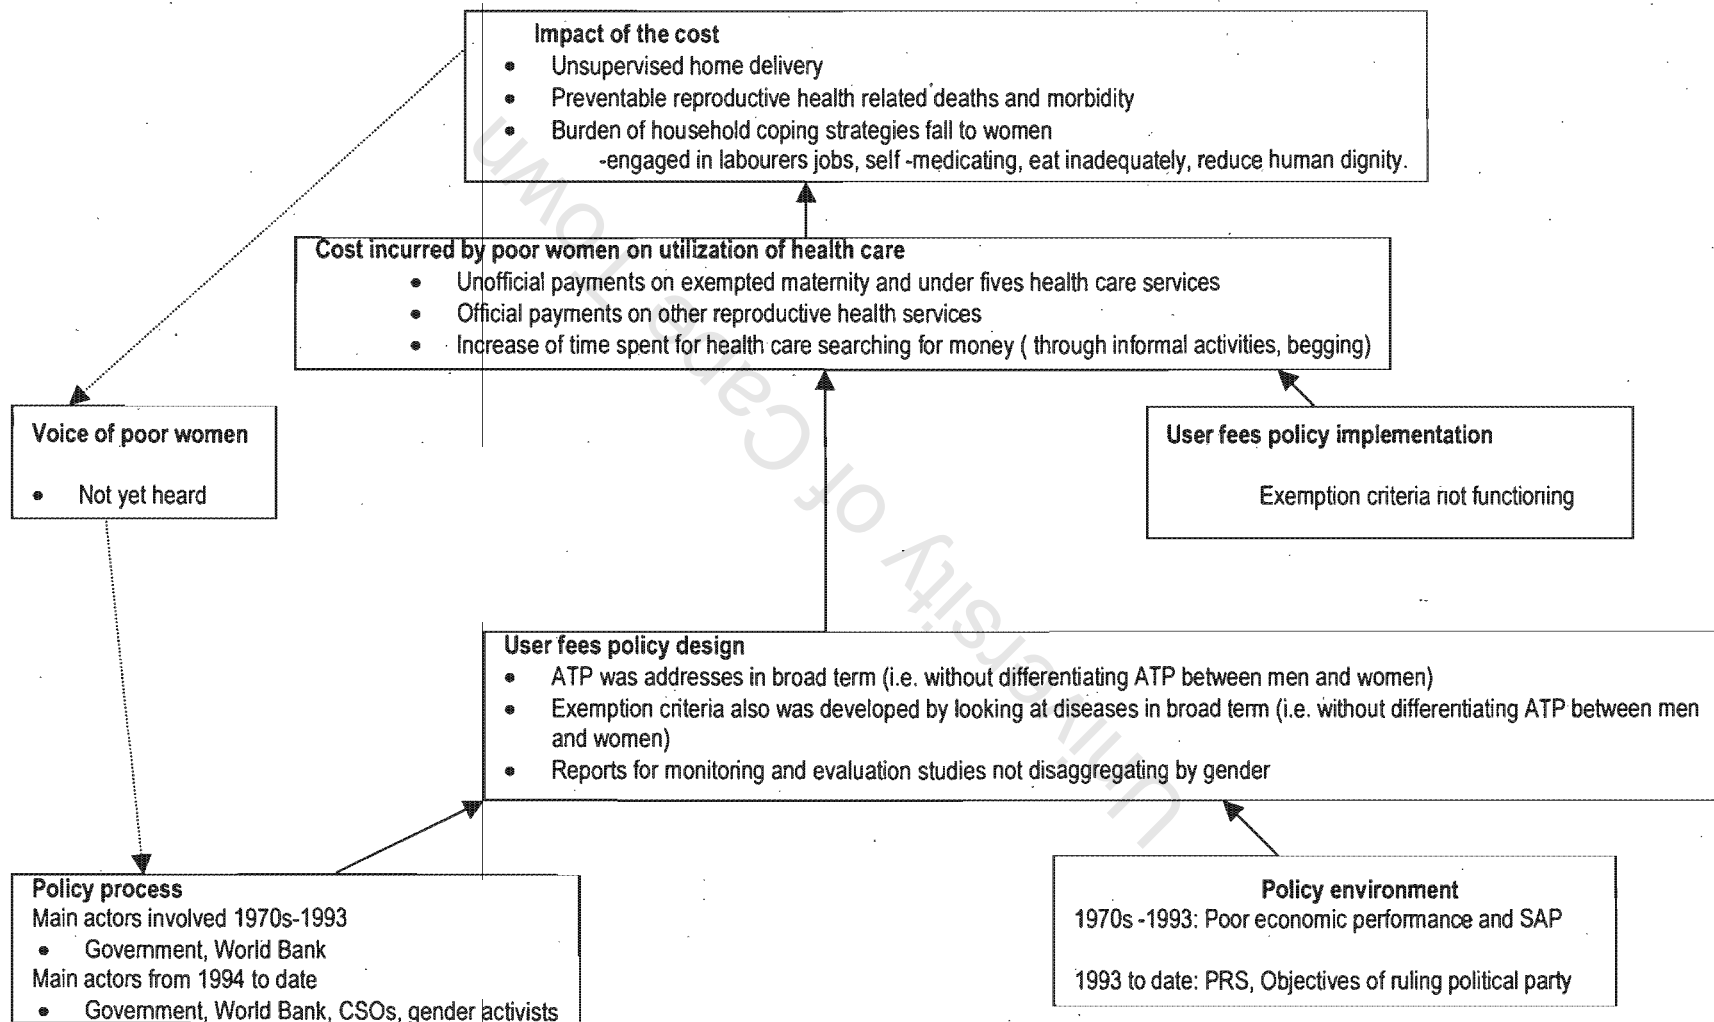 Impact of the cost
• Unsupervised home delivery
• Preventable reproductive health related deaths and morbidity
• Burden of household coping strategies fall to women
-engaged in labourers jobs, self -medicating, eat inadequately, reduce human dignity.
Cost incurred by poor women on utilization of health care
• Unofficial payments on exempted maternity and under fives health care services
• Official payments on other reproductive health services
• Increase of time spent for health care searching for money ( through informal activities, begging)
Voice of poor women
• Not yet heard
User fees policy implementation
Exemption criteria not functioning
User fees policy design
• ATP was addresses in broad term (i.e. without differentiating ATP between men and women)
• Exemption criteria also was developed by looking at diseases in broad term (i.e. without differentiating ATP between men
and women)
• Reports for monitoring and evaluation studies not disaggregating by gender
Policy process
Main actors involved 1970s-1993
• Government, World Bank
Main actors from 1994 to date
• Government, World Bank, CSOs, gender activists
Policy environment
1970s -1993: Poor economic performance and SAP
1993 to date: PRS, Objectives of ruling political party
University of Cape Town